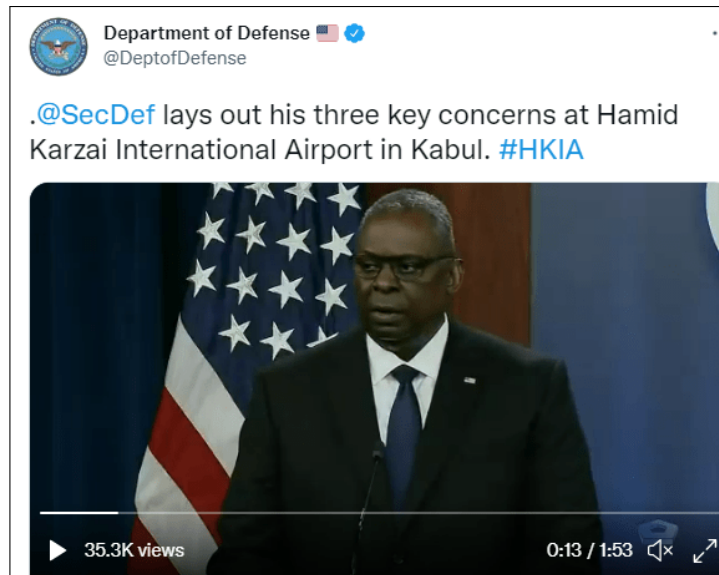 Department of Defense
@DeptofDefense
.@SecDef lays out his three key concerns at Hamid
Karzai International Airport in Kabul. #HKIA
35.3K views
0:13 / 1:53